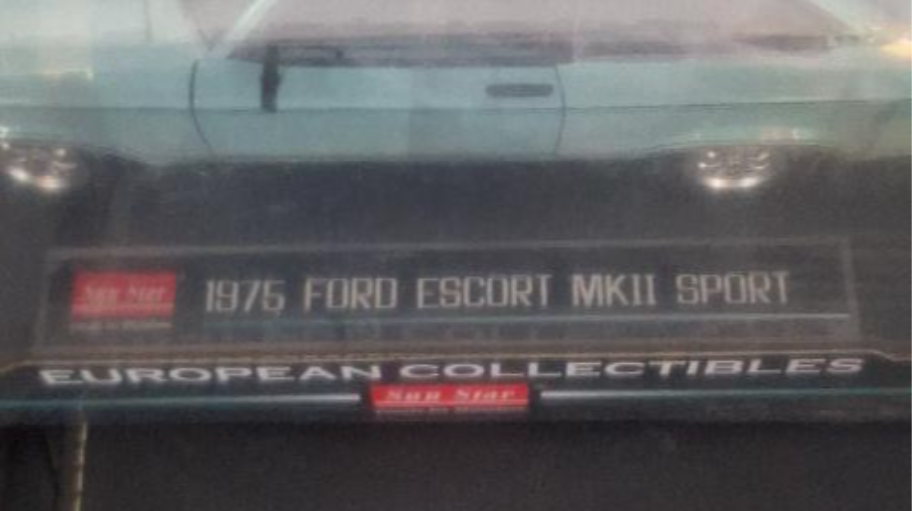 Sun Star
1975 FORD ESCORT MKII SPORT
EUROPEAN COLLECTIBLES
Sun Star